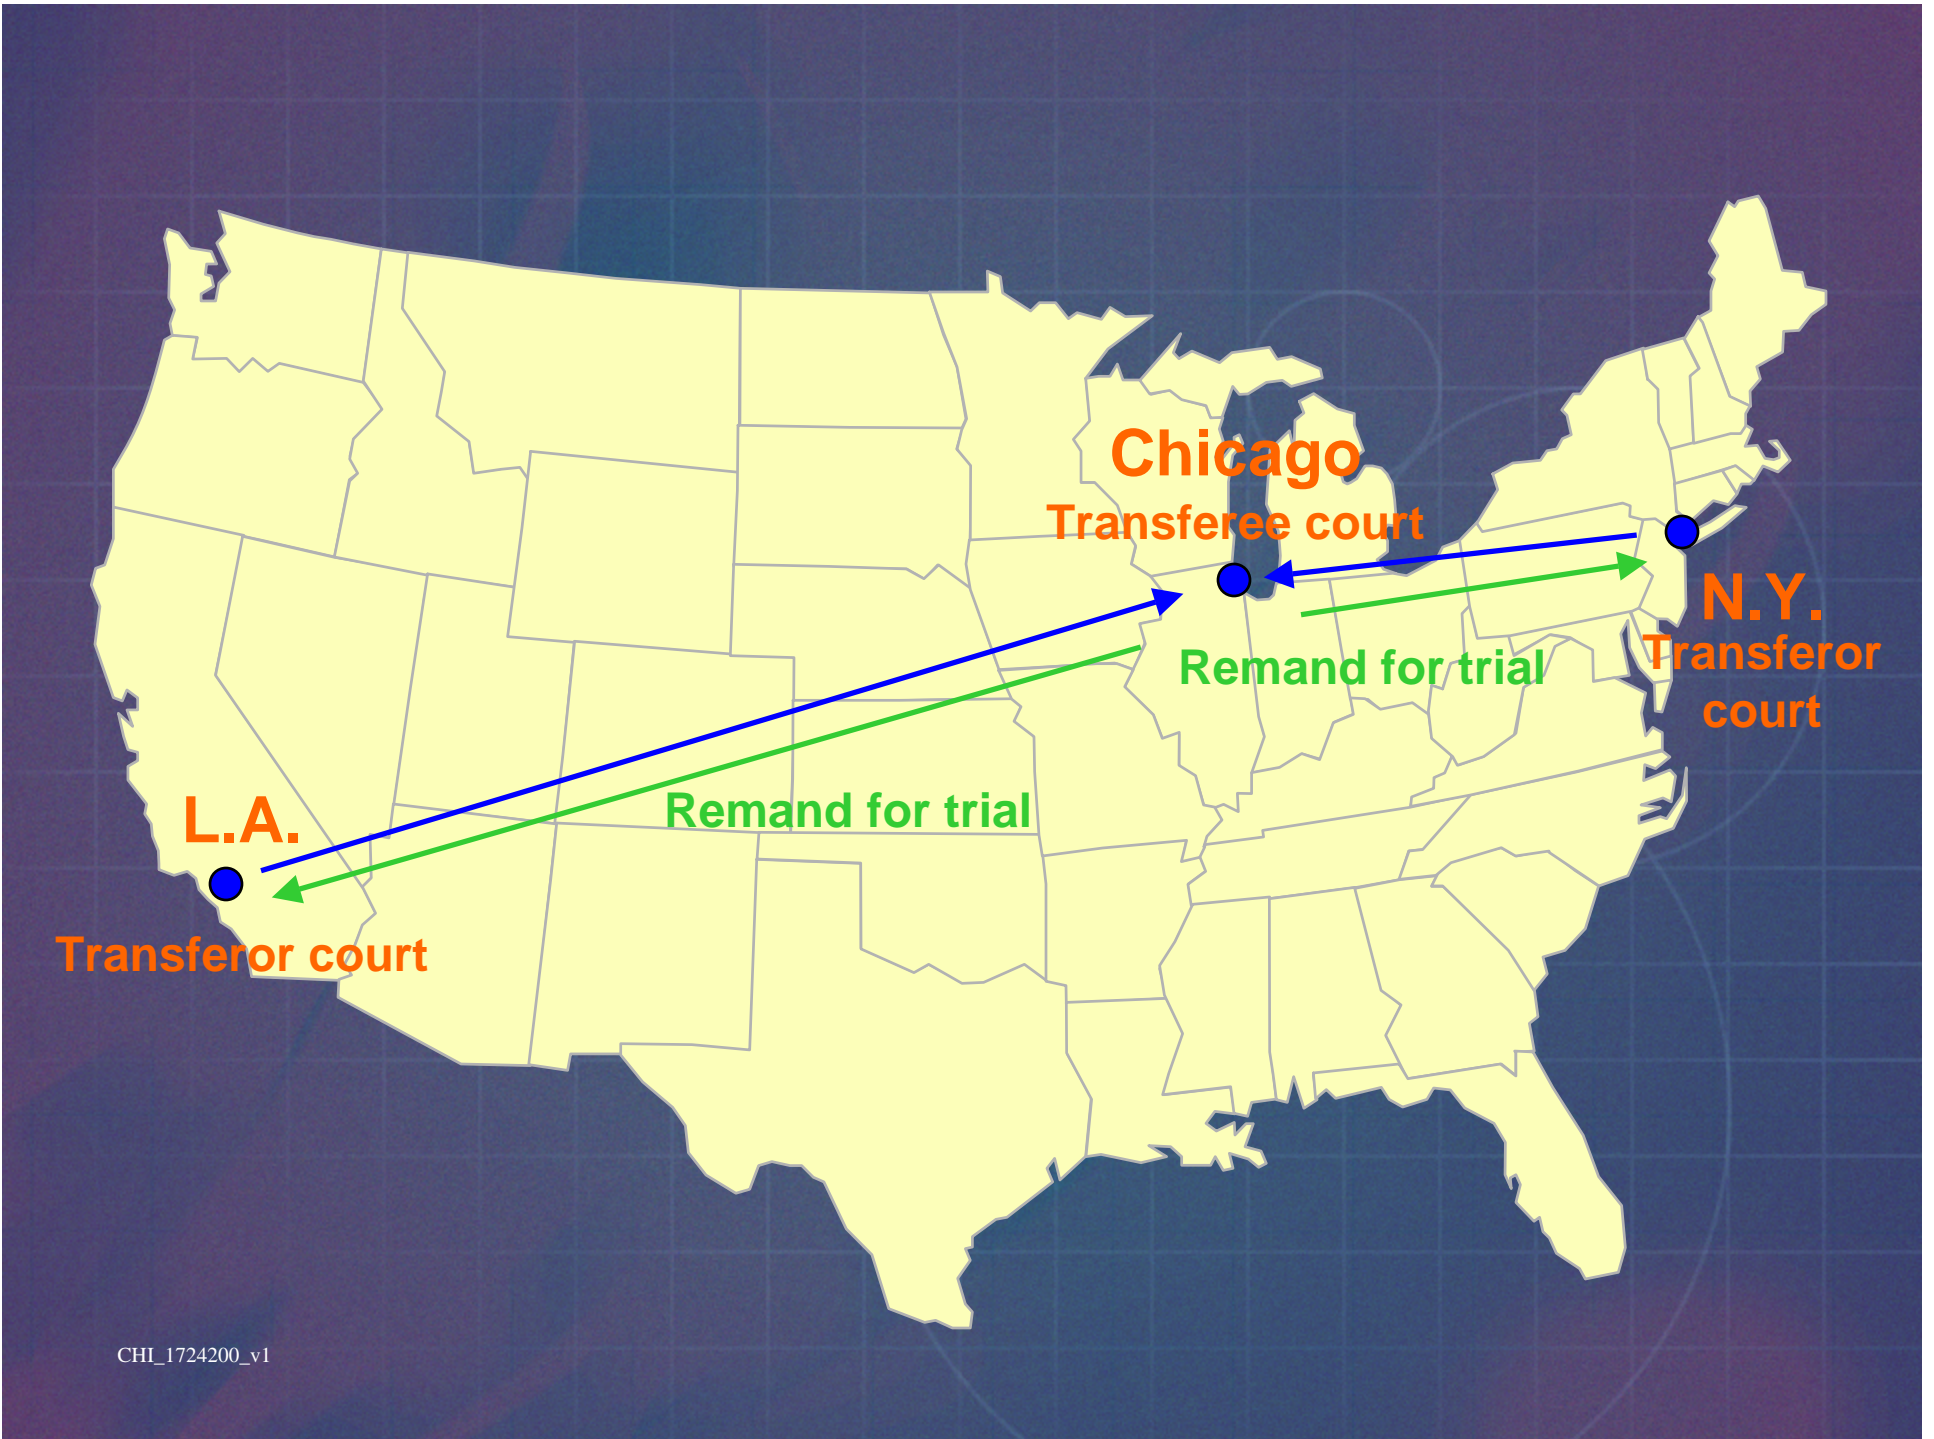 Chicago
Transferee court
N.Y.
Transferor
court
Remand for trial
L.A.
Remand for trial
Transferor court
CHI_1724200_v1